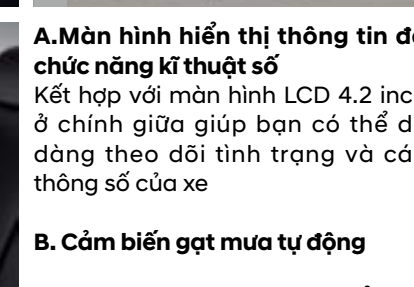 A.Màn hình hiển thị thông tin
chức năng kĩ thuật số
Kết hợp với màn hình LCD 4.2
ở chính giữa giúp bạn có thể
dàng theo dõi tình trạng và
thông số của xe
B. Cảm biến gạt mưa tự động